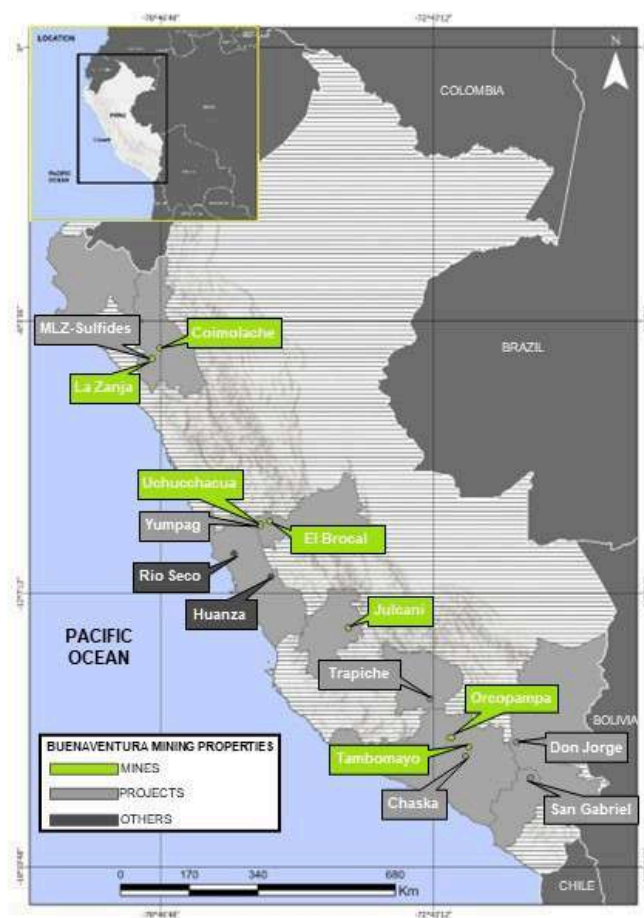 LOCATION
PERU
PACIFIC
OCEAN
N
COLOMBIA
MLZ-Sulfides
Coimolache
La Zanja
BRAZIL
Uchucchacua
Yumpag
El Brocal
Rio Seco
Huanza
Julcani
PACIFIC
OCEAN
Trapiche
Orcopampa
BOLIVIA
Tambomayo
Don Jorge
Chaska
San Gabriel
BUENAVENTURA MINING PROPERTIES
MINES
PROJECTS
OTHERS
CHILE
0 170 340 680
Km